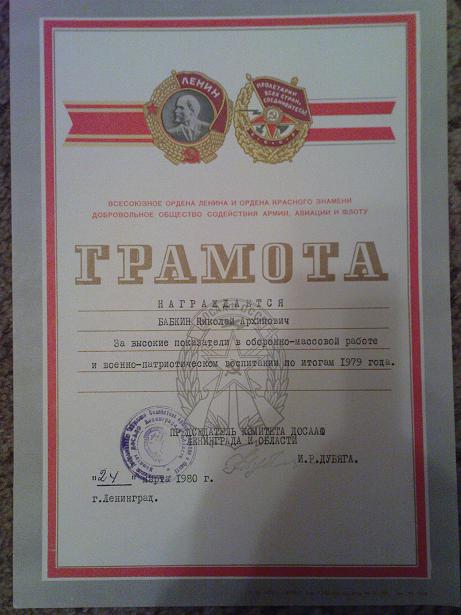 ЛЕНИН
ПРОЛЕТАРИИ
ВСЕХ СТРАН,
СОЕДИНЯЙТЕСЬ!
ВСЕСОЮЗНОЕ ОРДЕНА ЛЕНИНА И ОРДЕНА КРАСНОГО ЗНАМЕНИ
ДОБРОВОЛЬНОЕ ОБЩЕСТВО СОДЕЙСТВИЯ АРМИИ, АВИАЦИИ И ФЛОТУ
ГРАМОТА
НАГРАЖДАЕТСЯ
БАБКИН Николай Архипович
За высокие показатели в оборонно-массовой работе
и военно-патриотическом воспитании по итогам 1979 года.
ПРЕДСЕДАТЕЛЬ КОМИТЕТА ДОСААФ
ЛЕНИНГРАДА И ОБЛАСТИ
И.Р.ДУБЯГА.
"24" марта 1980 г.
г.Ленинград.